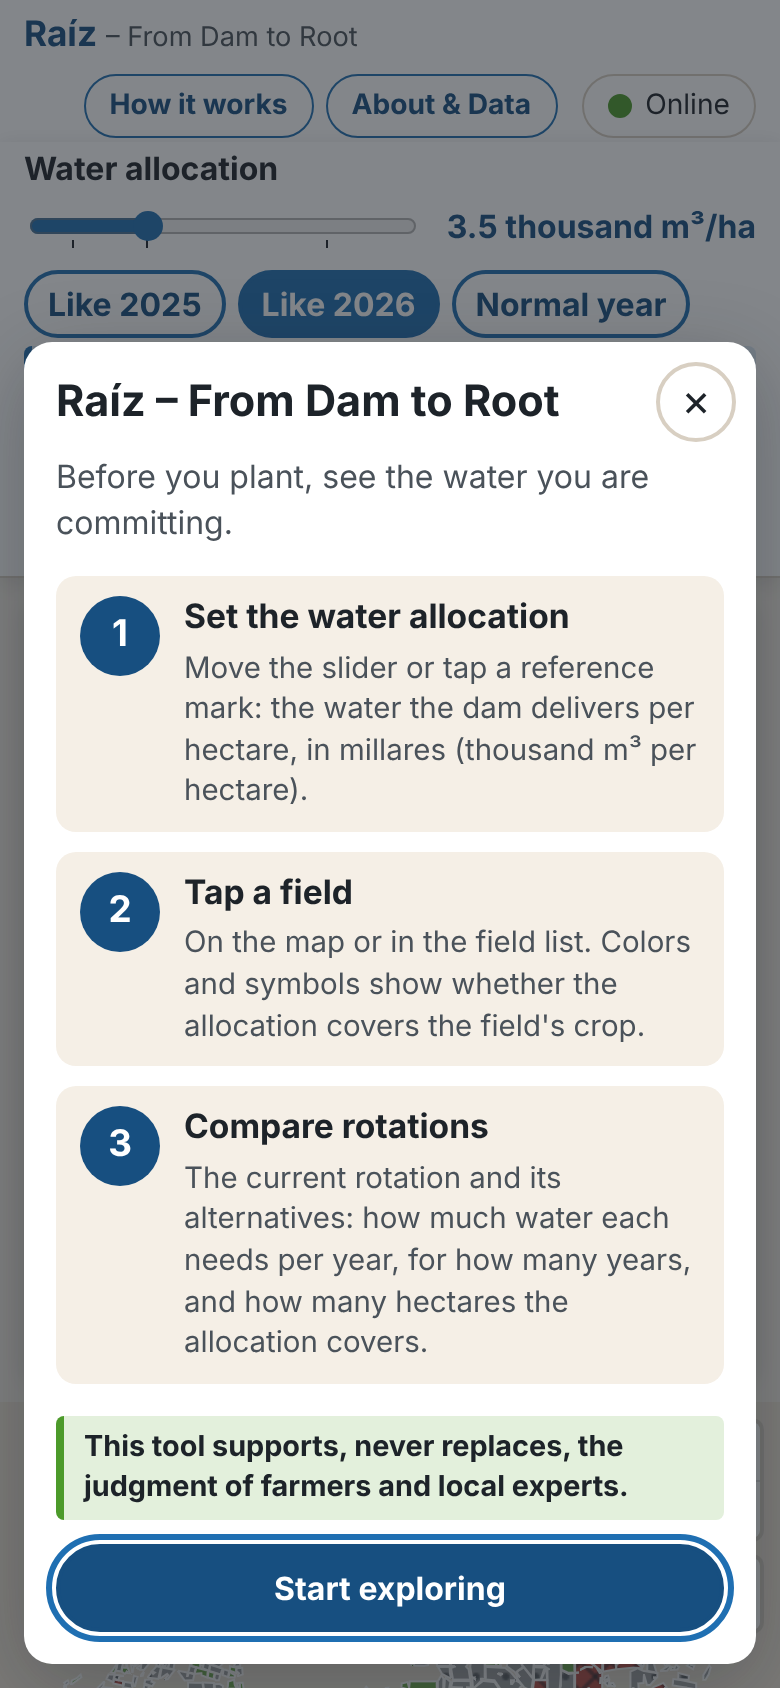 Raíz – From Dam to Root
How it works
About & Data
Online
Water allocation
3.5 thousand m³/ha
Like 2025
Like 2026
Normal year
Raíz – From Dam to Root
Before you plant, see the water you are
committing.
1
Set the water allocation
Move the slider or tap a reference
mark: the water the dam delivers per
hectare, in millares (thousand m³ per
hectare).
2
Tap a field
On the map or in the field list. Colors
and symbols show whether the
allocation covers the field's crop.
3
Compare rotations
The current rotation and its
alternatives: how much water each
needs per year, for how many years,
and how many hectares the
allocation covers.
This tool supports, never replaces, the
judgment of farmers and local experts.
Start exploring